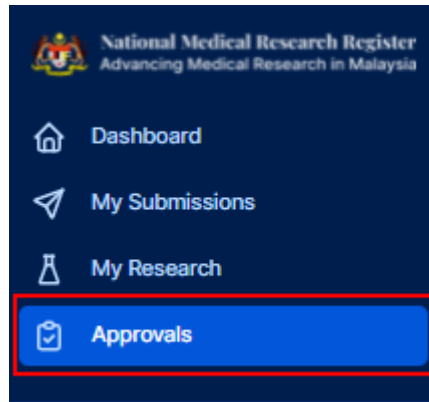 National Medical Research Register
Advancing Medical Research in Malaysia
Dashboard
My Submissions
My Research
Approvals